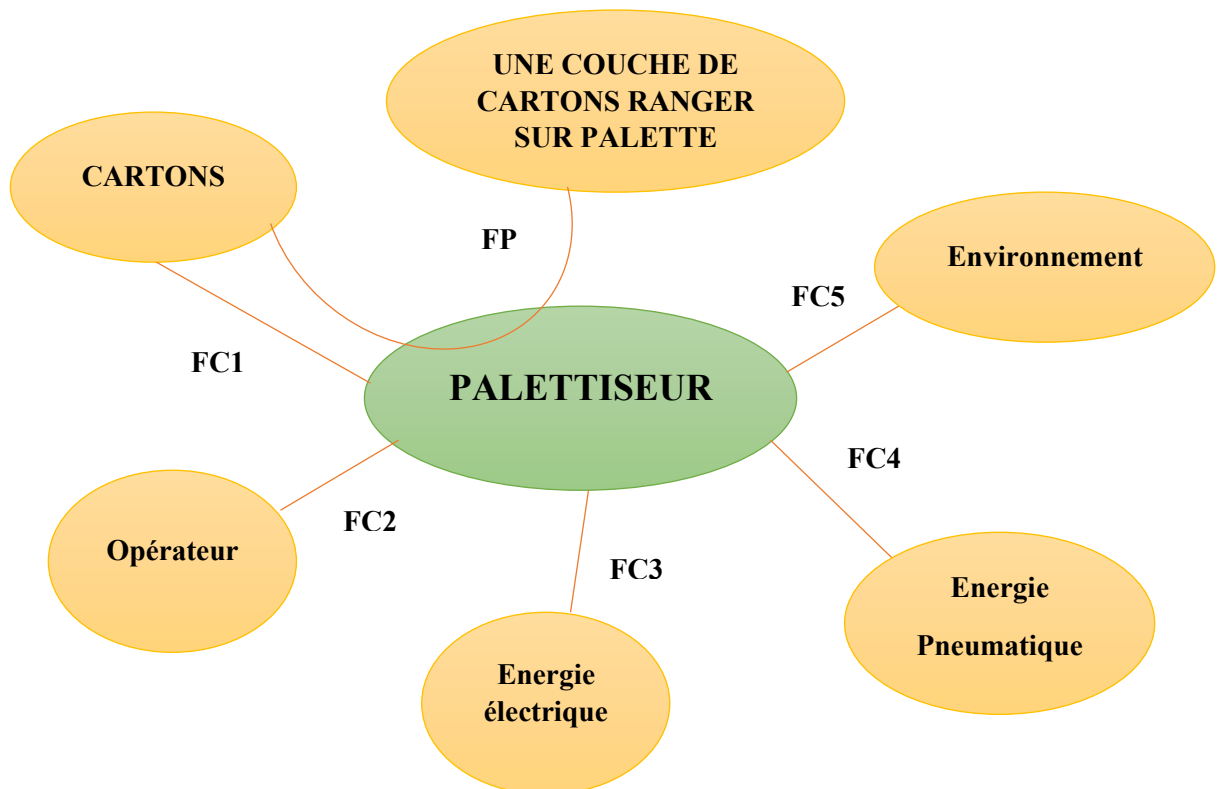 UNE COUCHE DE
CARTONS RANGER
SUR PALETTE
CARTONS
FP
Environnement
FC5
FC1
PALETTISEUR
FC4
Opérateur
FC2
FC3
Energie
Pneumatique
Energie
électrique